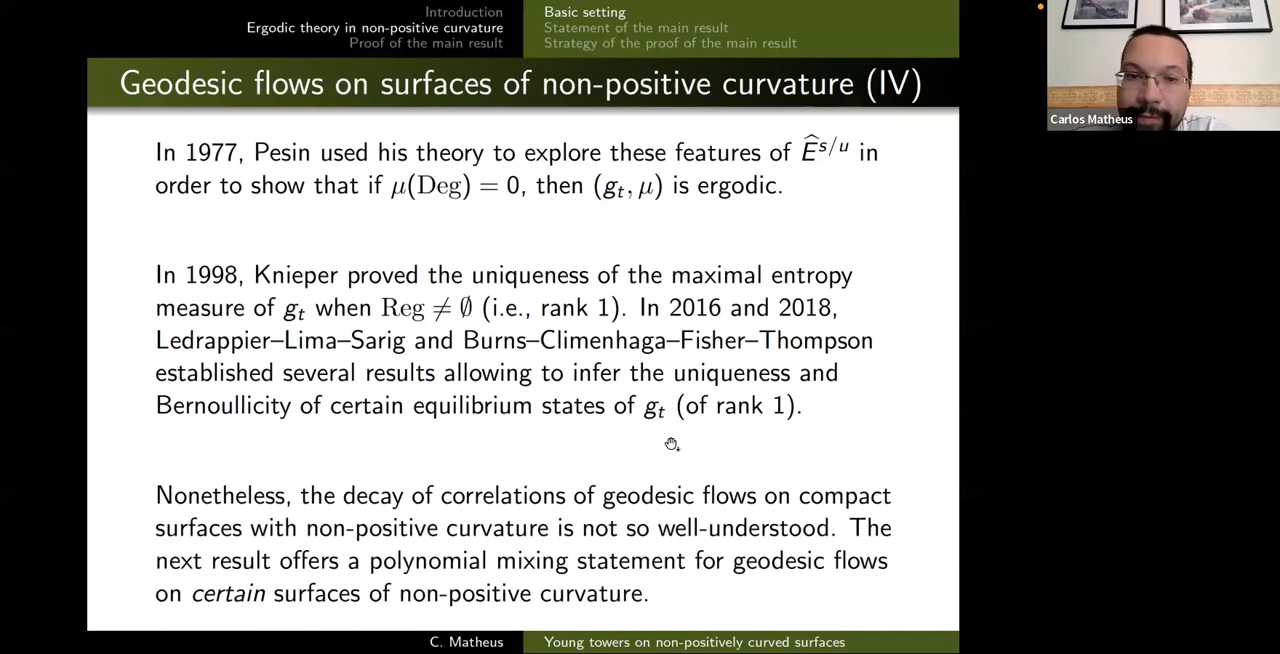 Introduction
Ergodic theory in non-positive curvature
Proof of the main result
Basic setting
Statement of the main result
Strategy of the proof of the main result
Geodesic flows on surfaces of non-positive curvature (IV)
In 1977, Pesin used his theory to explore these features of Ê^{s/u} in
order to show that if μ(Deg) = 0, then (g_t, μ) is ergodic.
In 1998, Knieper proved the uniqueness of the maximal entropy
measure of g_t when Reg ≠ ∅ (i.e., rank 1). In 2016 and 2018,
Ledrappier–Lima–Sarig and Burns–Climenhaga–Fisher–Thompson
established several results allowing to infer the uniqueness and
Bernoullicity of certain equilibrium states of g_t (of rank 1).
Nonetheless, the decay of correlations of geodesic flows on compact
surfaces with non-positive curvature is not so well-understood. The
next result offers a polynomial mixing statement for geodesic flows
on certain surfaces of non-positive curvature.
C. Matheus
Young towers on non-positively curved surfaces
Carlos Matheus